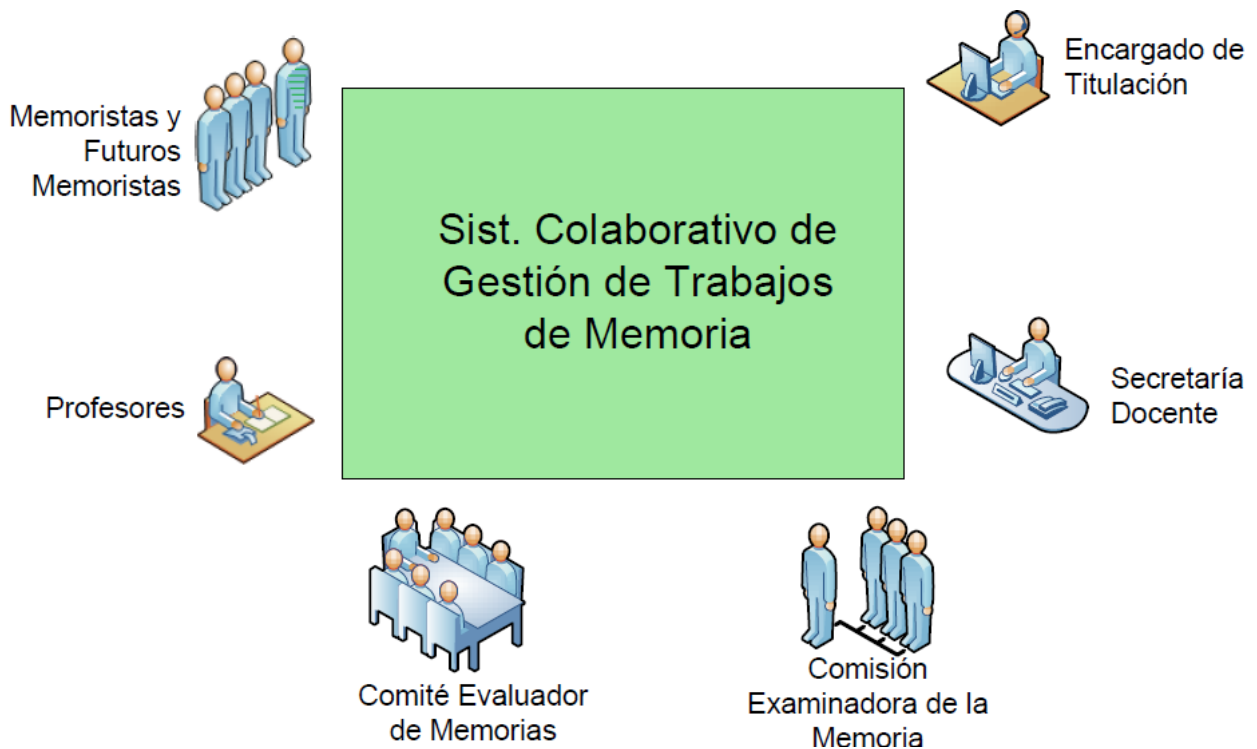 Encargado de
Titulación
Memoristas y
Futuros
Memoristas
Sist. Colaborativo de
Gestión de Trabajos
de Memoria
Profesores
Secretaría
Docente
Comité Evaluador
de Memorias
Comisión
Examinadora de la
Memoria